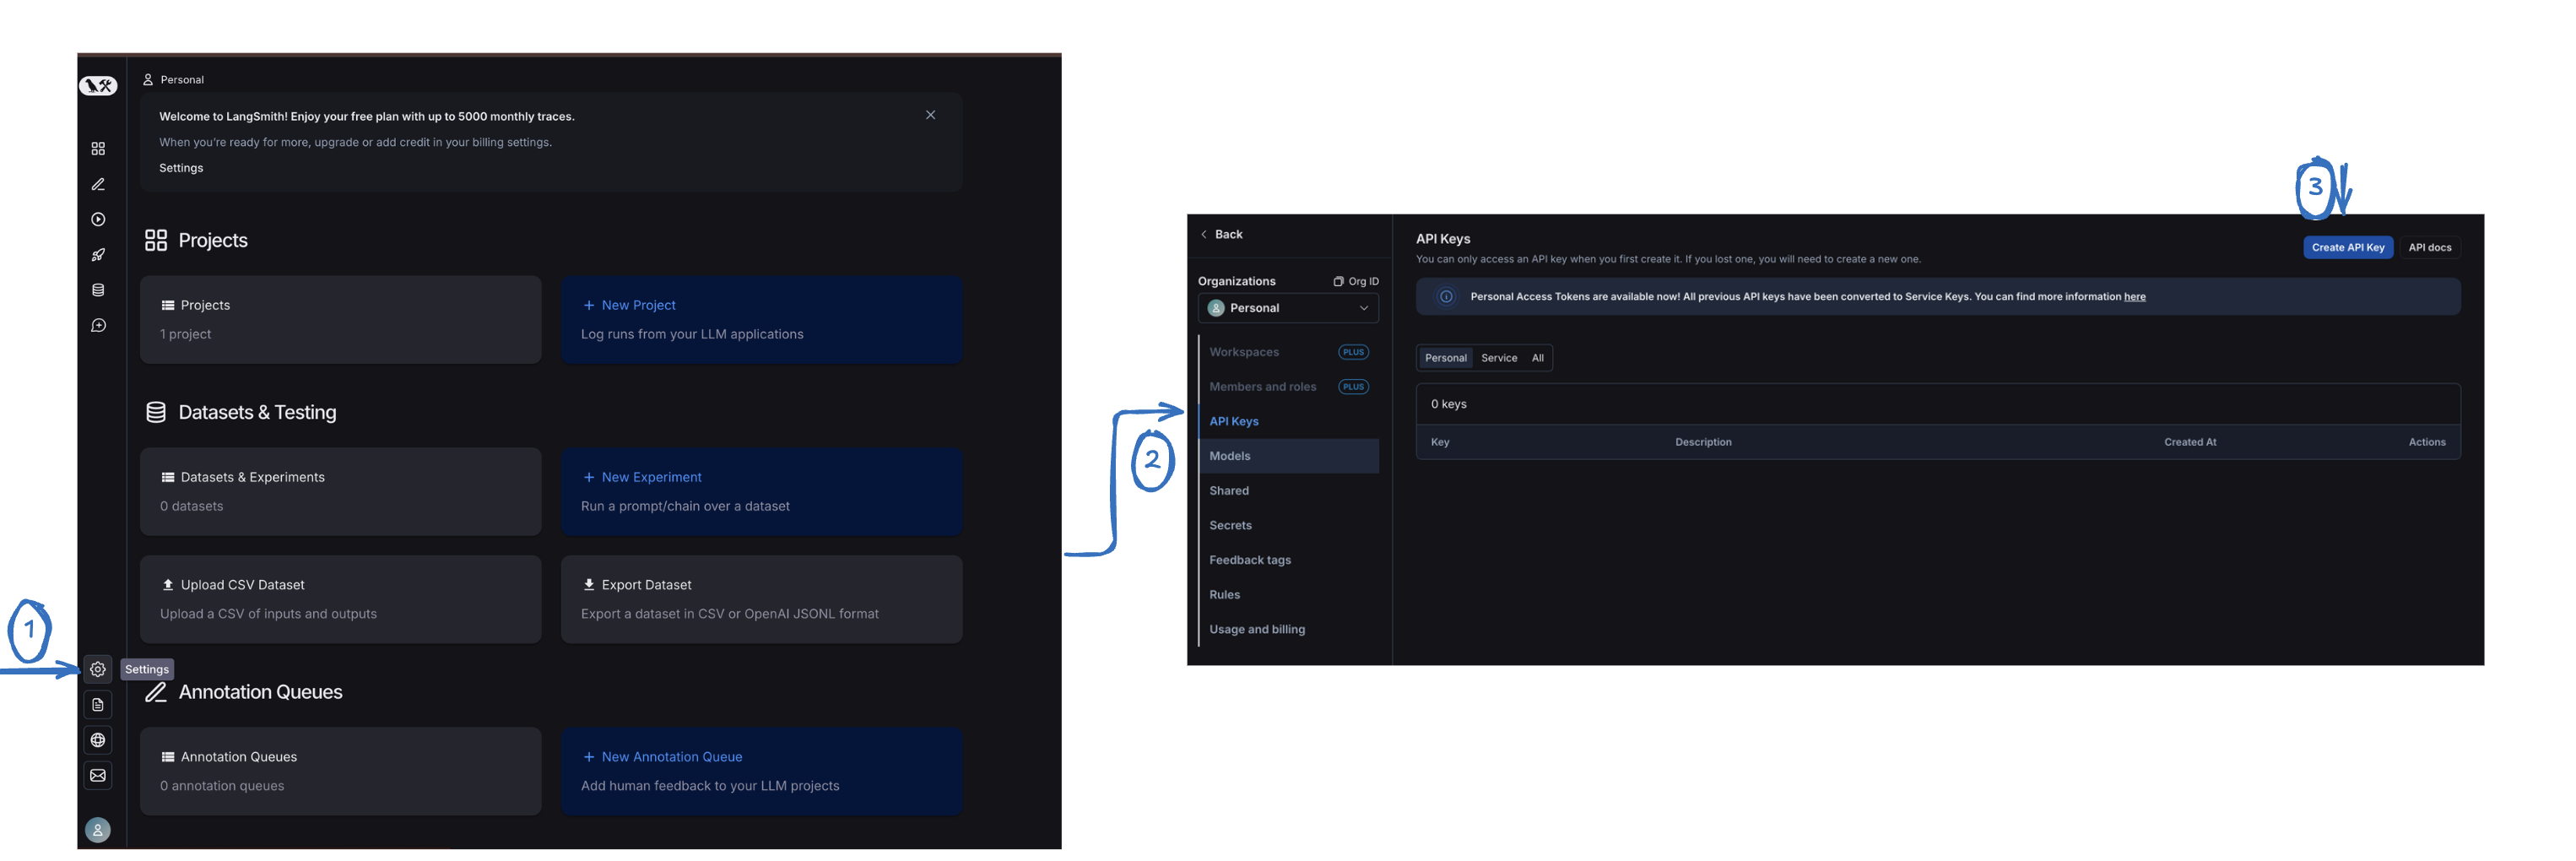 Personal
Welcome to LangSmith! Enjoy your free plan with up to 5000 monthly traces.
When you're ready for more, upgrade or add credit in your billing settings.
Settings
Projects
Projects
1 project
+ New Project
Log runs from your LLM applications
Datasets & Testing
Datasets & Experiments
0 datasets
+ New Experiment
Run a prompt/chain over a dataset
Upload CSV Dataset
Upload a CSV of inputs and outputs
Export Dataset
Export a dataset in CSV or OpenAI JSONL format
1
Settings
Annotation Queues
Annotation Queues
0 annotation queues
+ New Annotation Queue
Add human feedback to your LLM projects
2
Back
Organizations
Org ID
Personal
Workspaces PLUS
Members and roles PLUS
API Keys
Models
Shared
Secrets
Feedback tags
Rules
Usage and billing
3
API Keys
You can only access an API key when you first create it. If you lost one, you will need to create a new one.
Create API Key
API docs
Personal Access Tokens are available now! All previous API keys have been converted to Service Keys. You can find more information here
Personal Service All
0 keys
Key Description Created At Actions